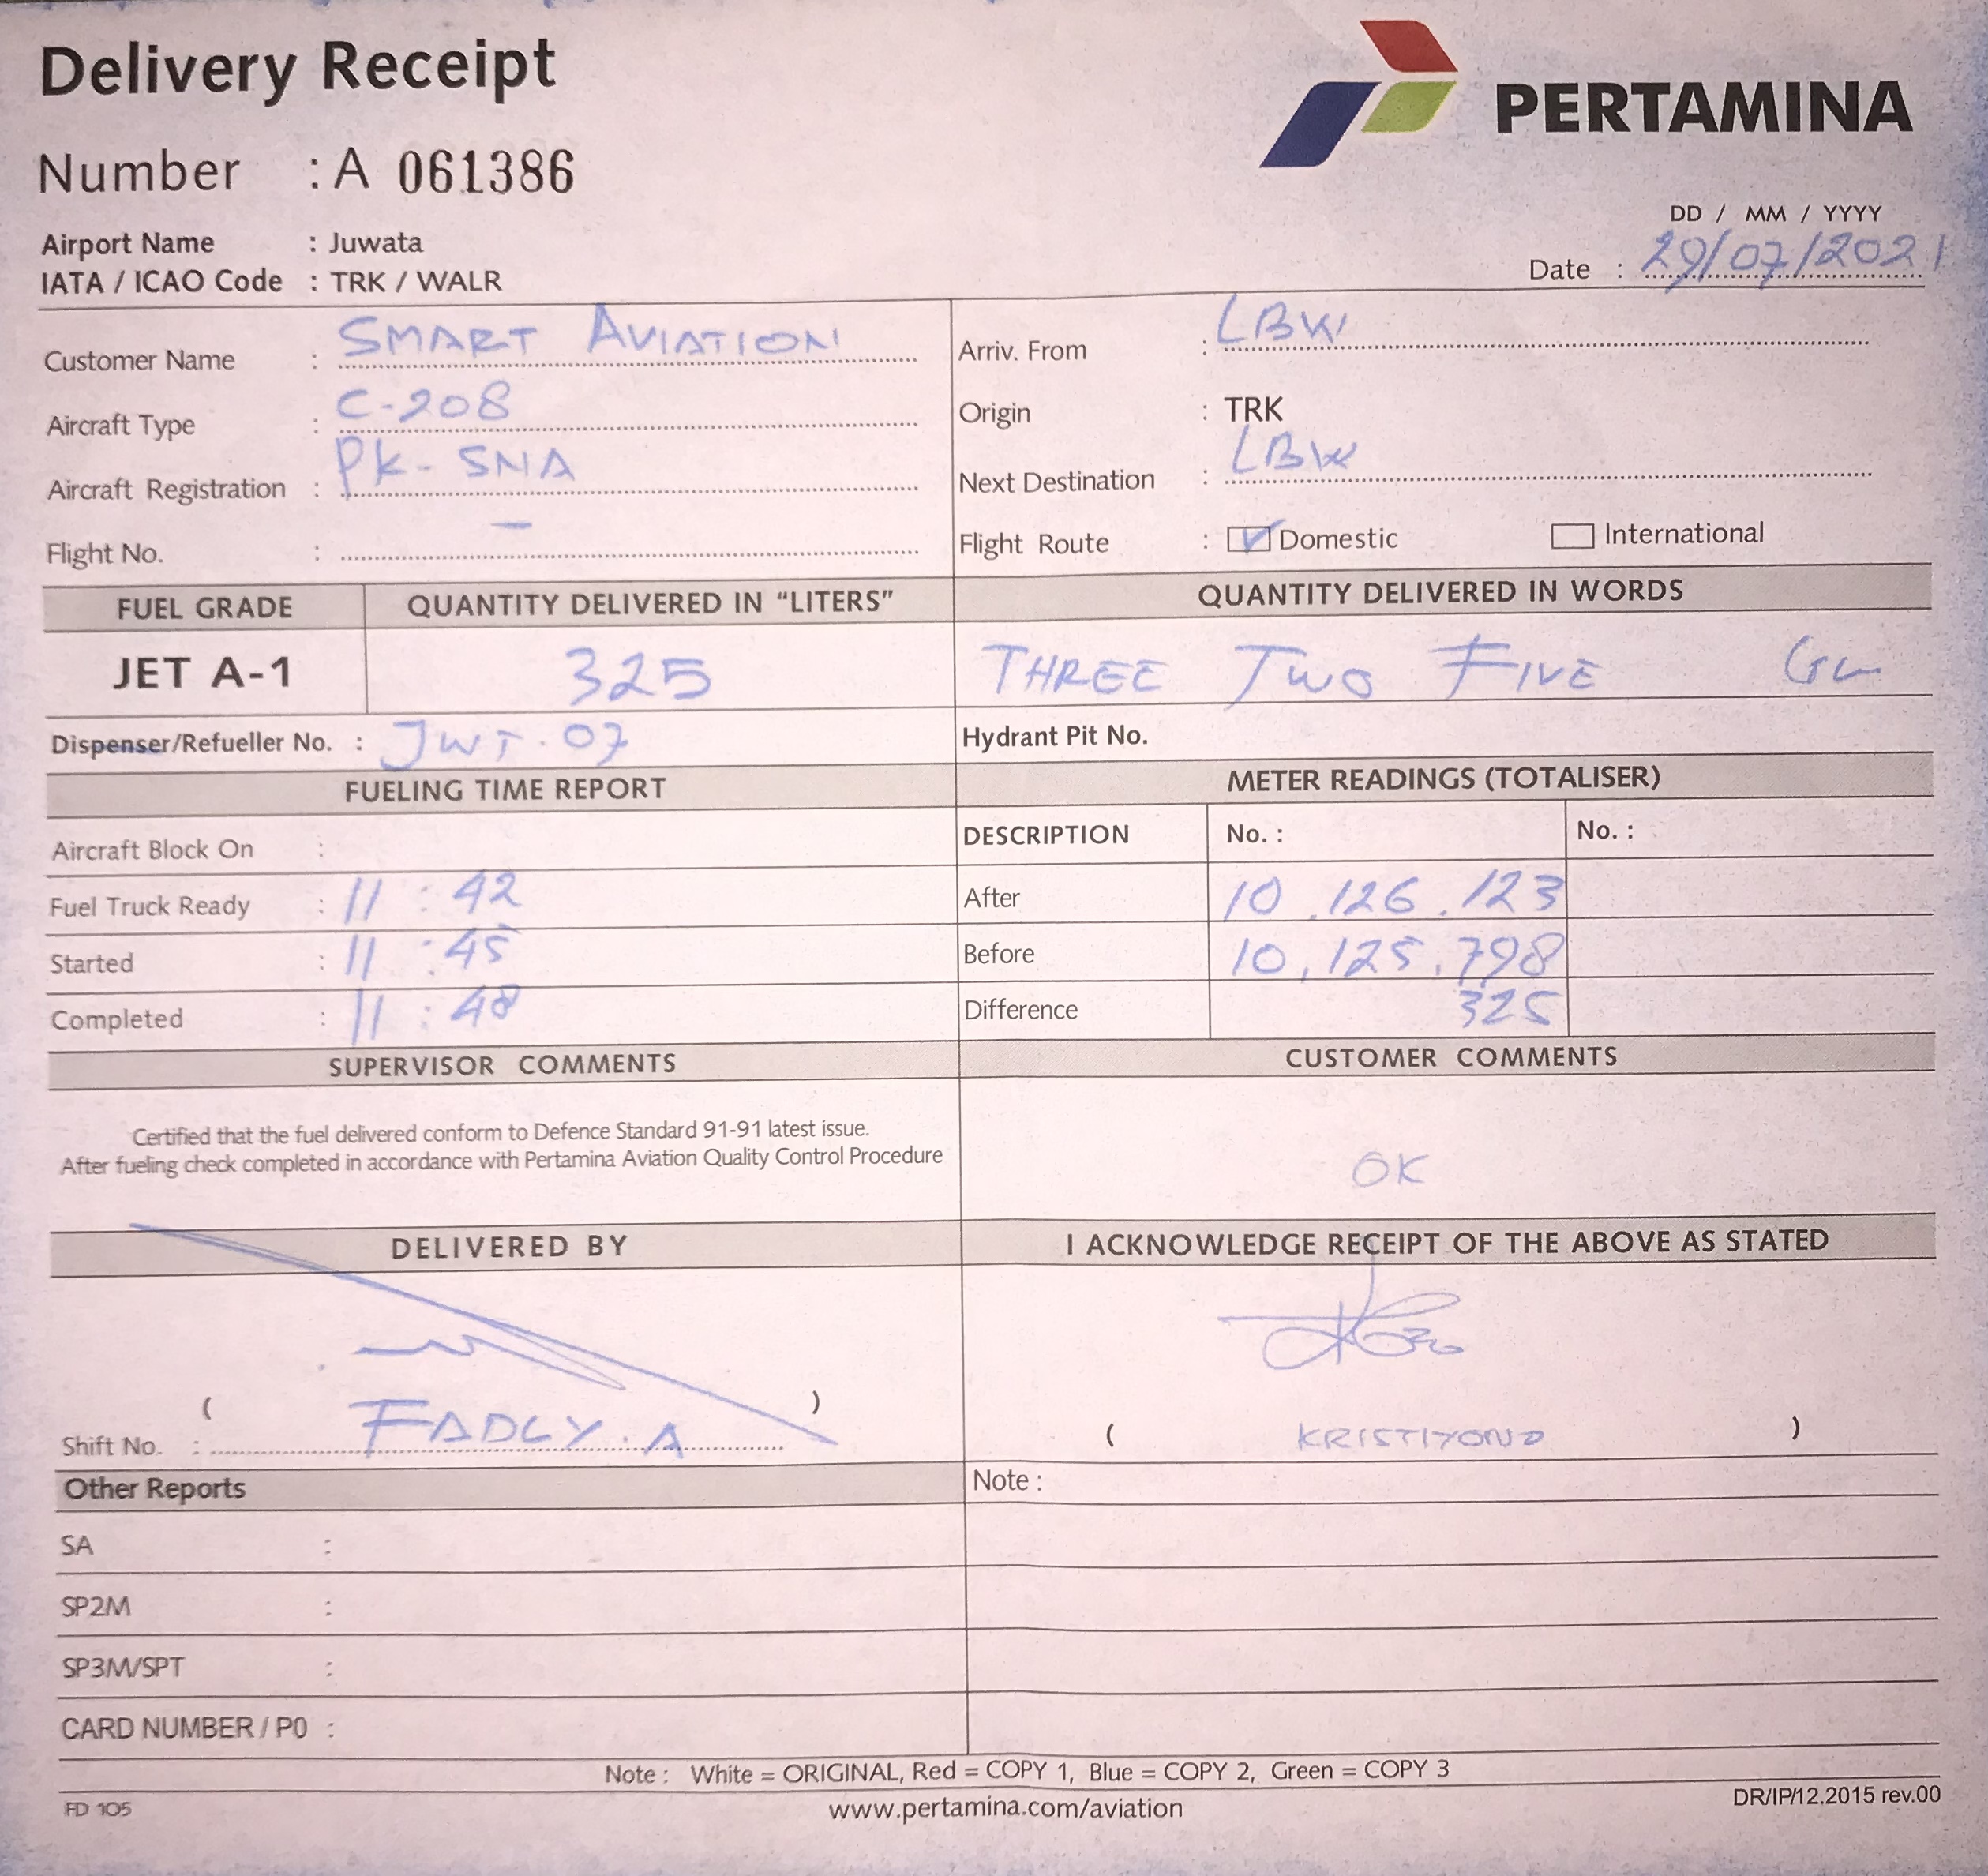 Delivery Receipt
PERTAMINA
Number : A 061386
DD / MM / YYYY
Airport Name : Juwata
Date : 29/07/2021
IATA / ICAO Code : TRK / WALR
Customer Name : SMART AVIATION
Arriv. From : LBW
Aircraft Type : C-208
Origin : TRK
Aircraft Registration : PK-SNA
Next Destination : LBW
Flight No. : –
Flight Route : Domestic International
FUEL GRADE QUANTITY DELIVERED IN “LITERS” QUANTITY DELIVERED IN WORDS
JET A-1 325 THREE TWO FIVE
Dispenser/Refueller No. : JWT-07 Hydrant Pit No.
FUELING TIME REPORT METER READINGS (TOTALISER)
Aircraft Block On : DESCRIPTION No. : No. :
Fuel Truck Ready : 11 : 42 After 10.126.123
Started : 11 : 45 Before 10,125.798
Completed : 11 : 48 Difference 325
SUPERVISOR COMMENTS CUSTOMER COMMENTS
Certified that the fuel delivered conform to Defence Standard 91-91 latest issue.
After fueling check completed in accordance with Pertamina Aviation Quality Control Procedure
OK
DELIVERED BY I ACKNOWLEDGE RECEIPT OF THE ABOVE AS STATED
( )
Shift No. : FADLY. A
( KRISTIYONO )
Other Reports Note :
SA :
SP2M :
SP3M/SPT :
CARD NUMBER / P0 :
Note : White = ORIGINAL, Red = COPY 1, Blue = COPY 2, Green = COPY 3
FD 105 www.pertamina.com/aviation DR/IP/12.2015 rev.00